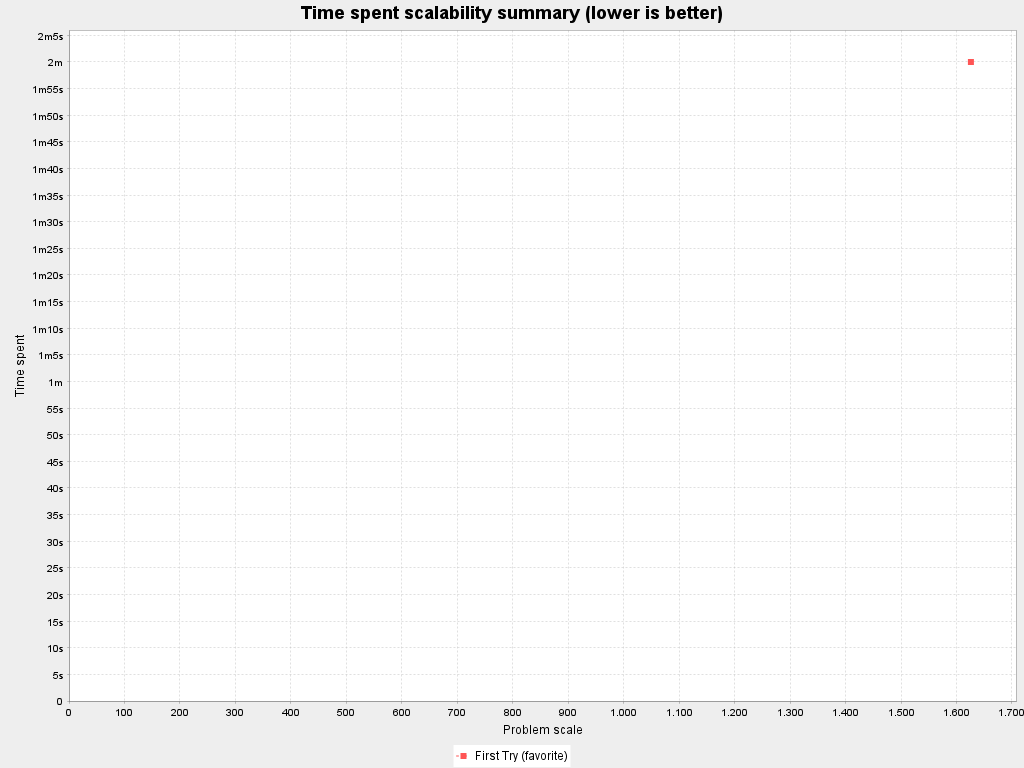 Time spent scalability summary (lower is better)
2m5s
2m
1m55s
1m50s
1m45s
1m40s
1m35s
1m30s
1m25s
1m20s
1m15s
1m10s
1m5s
1m
55s
50s
45s
40s
35s
30s
25s
20s
15s
10s
5s
0
Time spent
0 100 200 300 400 500 600 700 800 900 1.000 1.100 1.200 1.300 1.400 1.500 1.600 1.700
Problem scale
First Try (favorite)